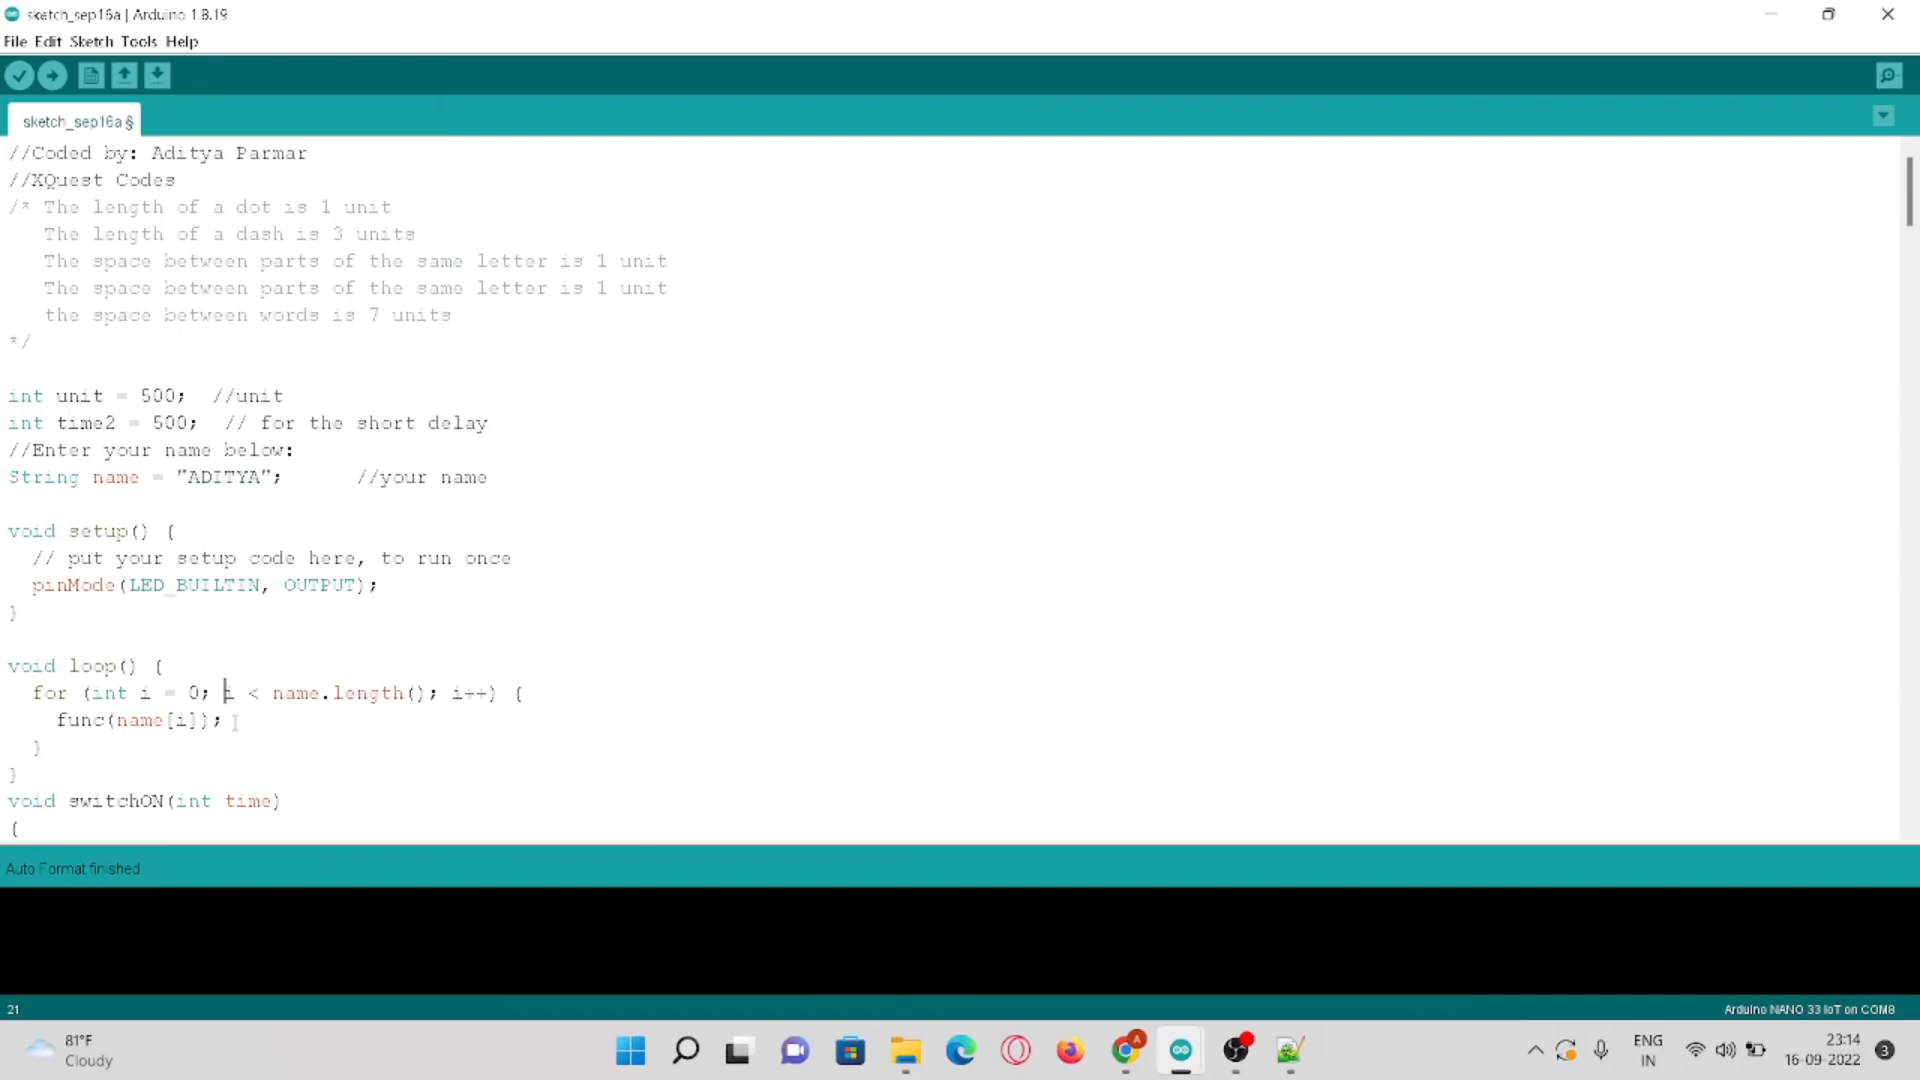 sketch_sep16a | Arduino 1.8.19
File Edit Sketch Tools Help
sketch_sep16a §
//Coded by: Aditya Parmar
//XQuest Codes
/* The length of a dot is 1 unit
The length of a dash is 3 units
The space between parts of the same letter is 1 unit
The space between parts of the same letter is 1 unit
the space between words is 7 units
*/
int unit = 500;  //unit
int time2 = 500;  // for the short delay
//Enter your name below:
String name = "ADITYA";      //your name
void setup() {
// put your setup code here, to run once
pinMode(LED_BUILTIN, OUTPUT);
}
void loop() {
for (int i = 0; i < name.length(); i++) {
func(name[i]);
}
}
void switchON(int time)
{
Auto Format finished
21
Arduino NANO 33 IoT on COM8
81°F
Cloudy
A
ENG
IN
23:14
16-09-2022
3